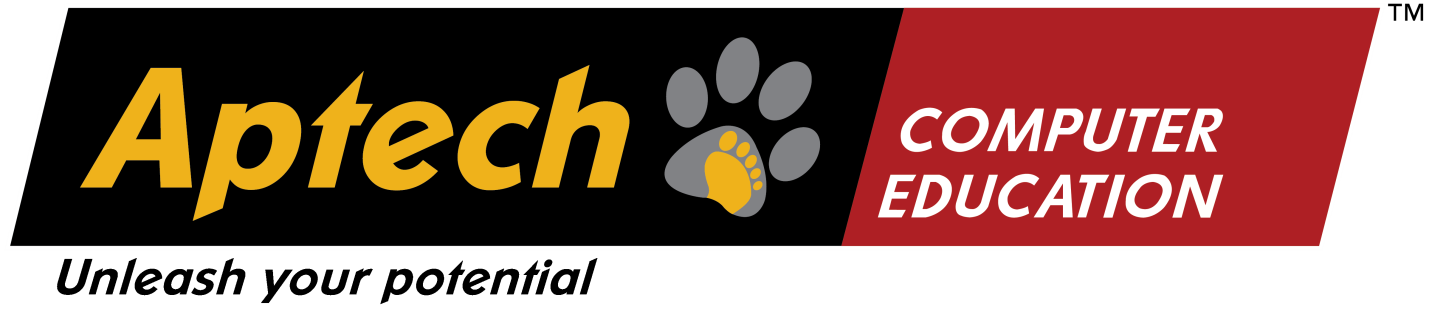 Aptech
COMPUTER
EDUCATION
TM
Unleash your potential